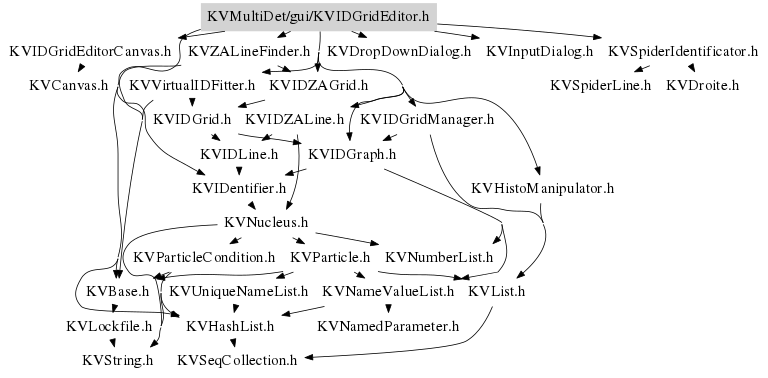 KVMultiDet/gui/KVIDGridEditor.h
KVIDGridEditorCanvas.h KVZALineFinder.h KVDropDownDialog.h KVInputDialog.h KVSpiderIdentificator.h
KVCanvas.h KVVirtualIDFitter.h KVIDZAGrid.h KVSpiderLine.h KVDroite.h
KVIDGrid.h KVIDZALine.h KVIDGridManager.h
KVIDLine.h KVIDGraph.h
KVIDentifier.h KVHistoManipulator.h
KVNucleus.h
KVParticleCondition.h KVParticle.h KVNumberList.h
KVBase.h KVUniqueNameList.h KVNameValueList.h KVList.h
KVLockfile.h KVHashList.h KVNamedParameter.h
KVString.h KVSeqCollection.h